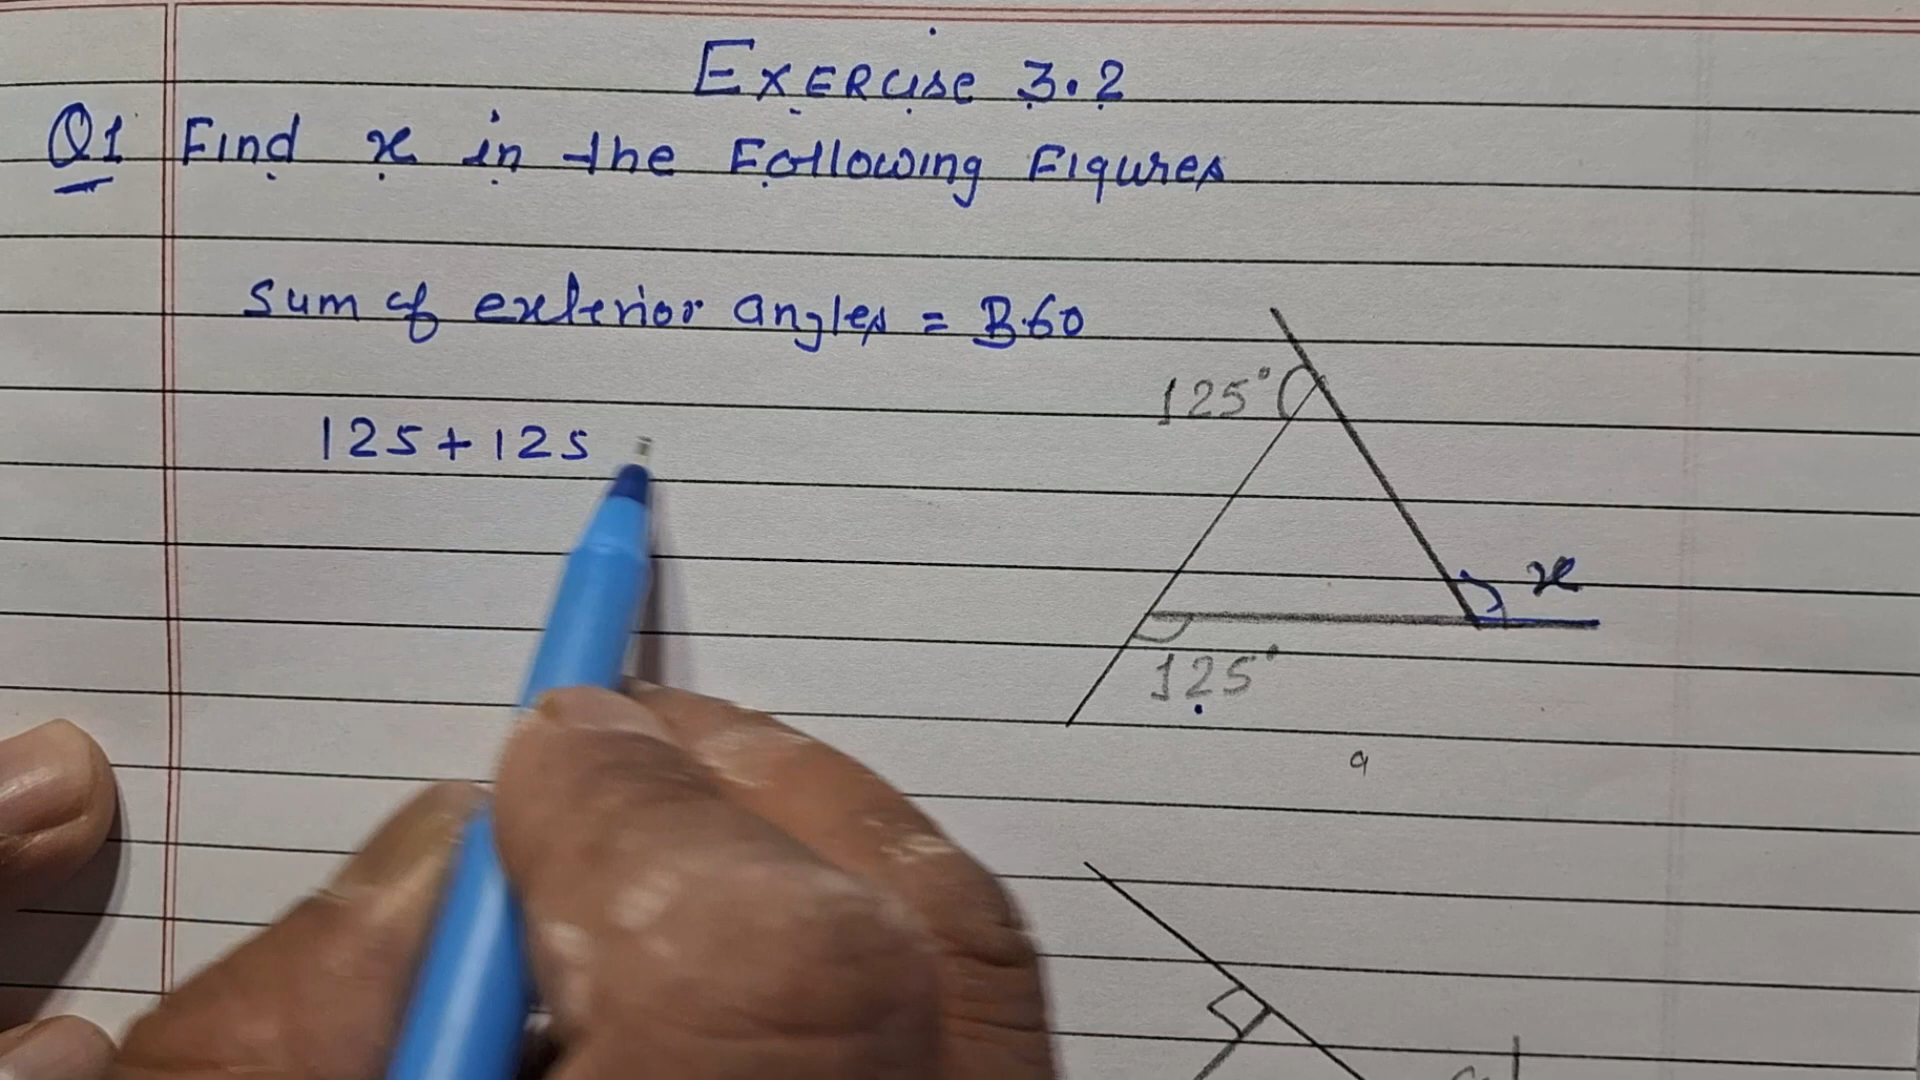 Exercise 3.2
Q1 Find x in the Following Figures
Sum of exterior angles = 360
125+125
125°
x
125°
a